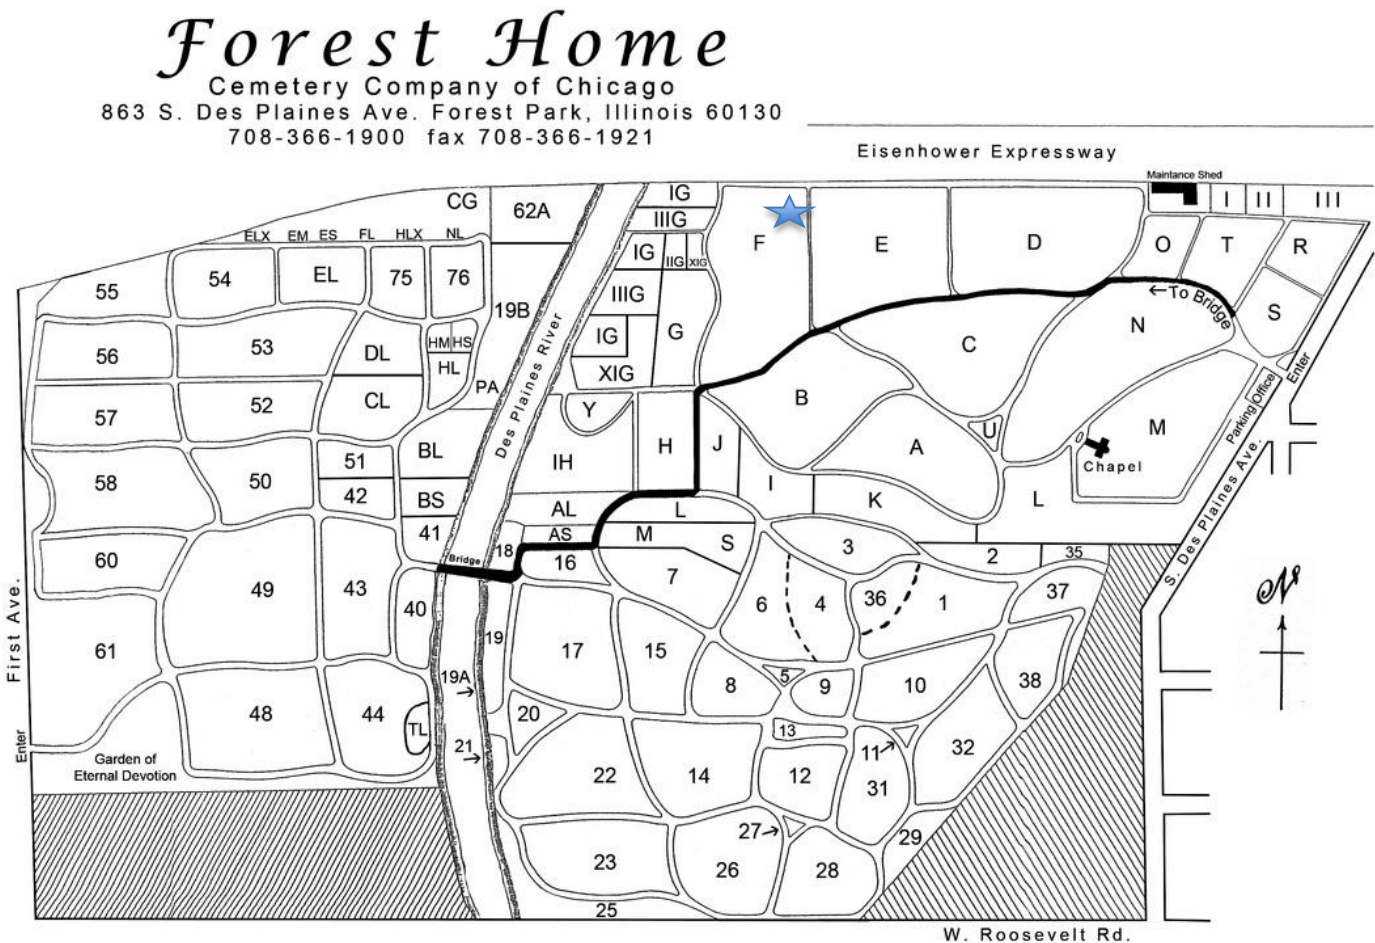 Forest Home
Cemetery Company of Chicago
863 S. Des Plaines Ave. Forest Park, Illinois 60130
708-366-1900 fax 708-366-1921
Eisenhower Expressway
Maintance Shed
CG
62A
IG
IIIG
I
II
III
ELX
EM
ES
FL
HLX
NL
F
E
D
O
T
R
55
54
EL
75
76
IG
IIG
XIG
19B
IIIG
←To Bridge
56
53
DL
HM
HS
HL
IG
G
C
N
S
XIG
PA
Des Plaines River
57
52
CL
Y
B
Enter
Parking
Office
58
50
51
42
BL
BS
IH
H
J
A
U
M
Chapel
I
K
L
AL
L
41
18
AS
M
S
3
2
35
Bridge
S. Des Plaines Ave.
60
49
43
40
16
7
6
4
36
1
37
N
First Ave.
61
19
17
15
8
5
9
10
38
19A
48
44
TL
20
13
32
21
11
Enter
Garden of
Eternal Devotion
22
14
12
31
27
29
23
26
28
25
W. Roosevelt Rd.